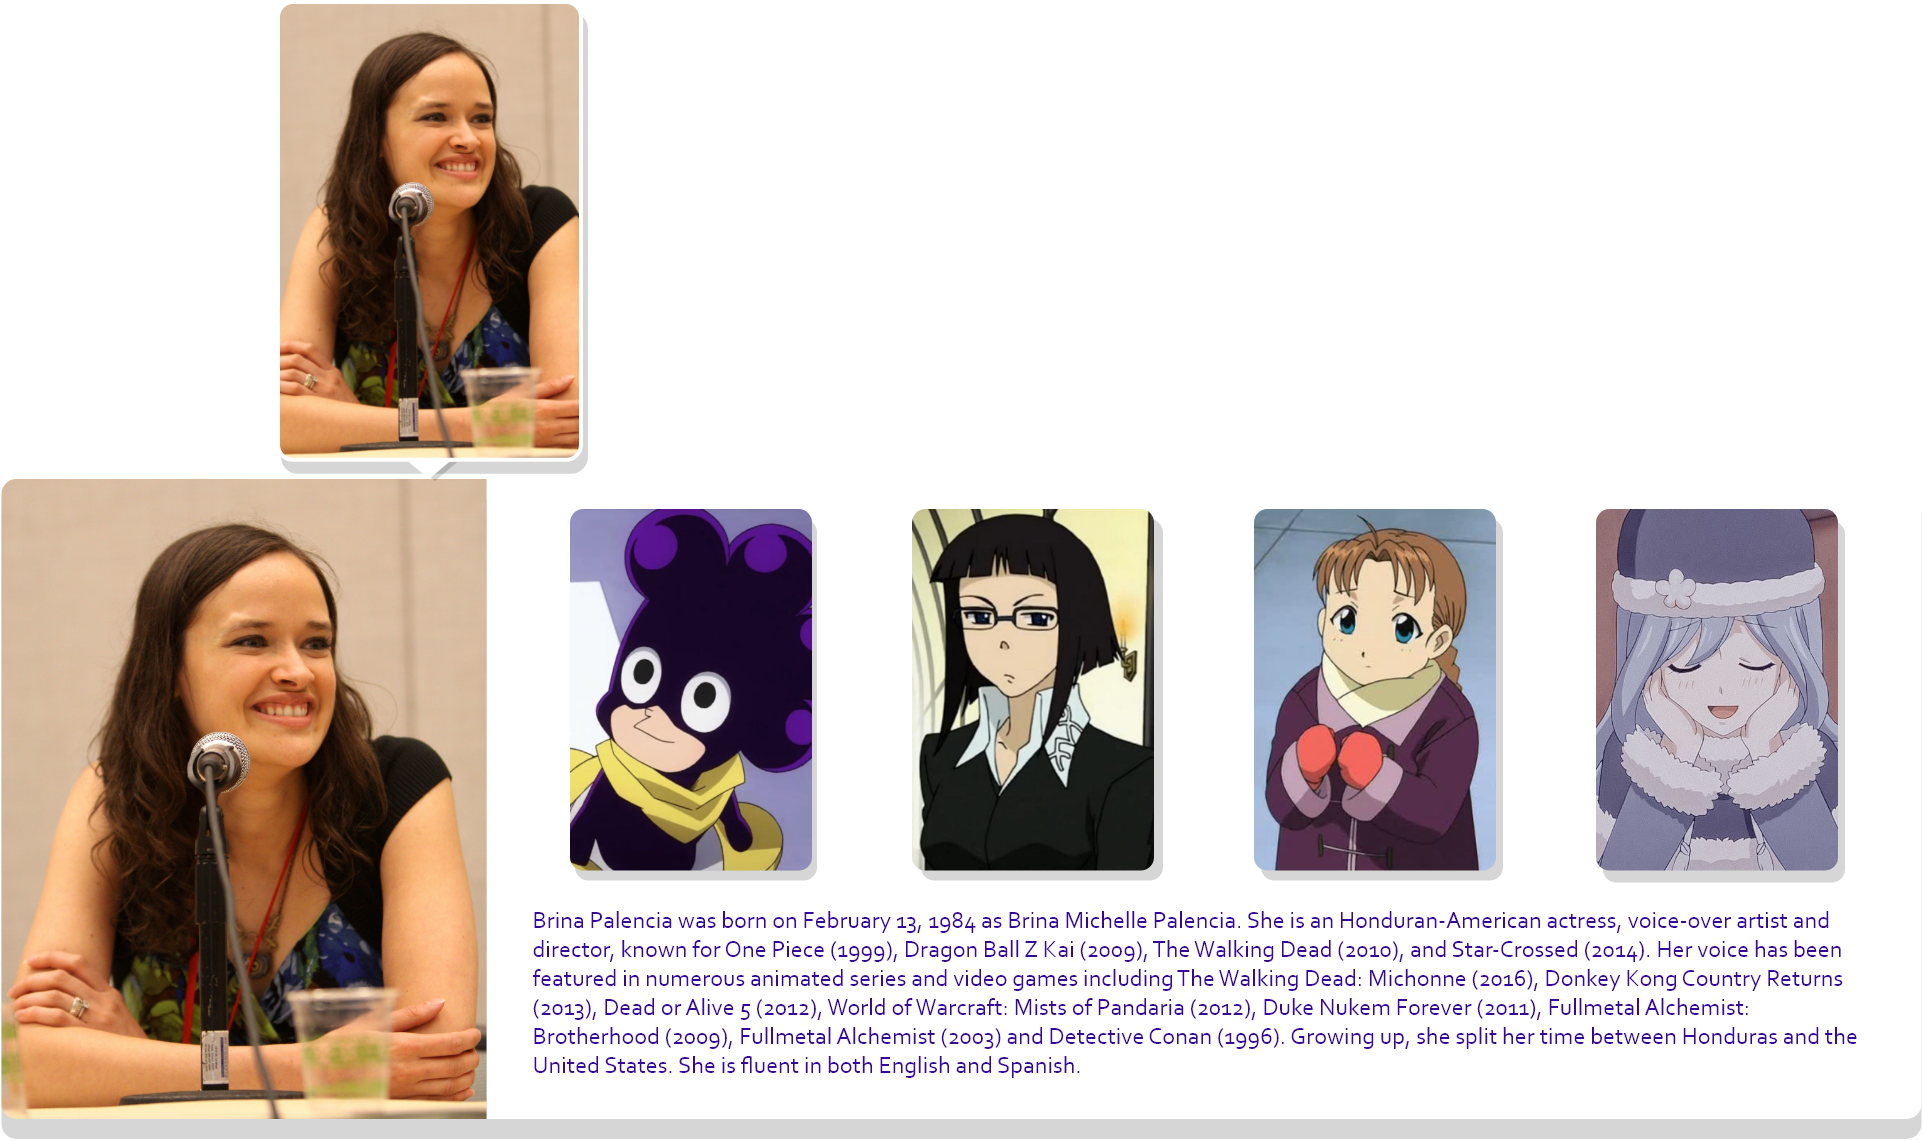 Brina Palencia was born on February 13, 1984 as Brina Michelle Palencia. She is an Honduran-American actress, voice-over artist and
director, known for One Piece (1999), Dragon Ball Z Kai (2009), The Walking Dead (2010), and Star-Crossed (2014). Her voice has been
featured in numerous animated series and video games including The Walking Dead: Michonne (2016), Donkey Kong Country Returns
(2013), Dead or Alive 5 (2012), World of Warcraft: Mists of Pandaria (2012), Duke Nukem Forever (2011), Fullmetal Alchemist:
Brotherhood (2009), Fullmetal Alchemist (2003) and Detective Conan (1996). Growing up, she split her time between Honduras and the
United States. She is fluent in both English and Spanish.